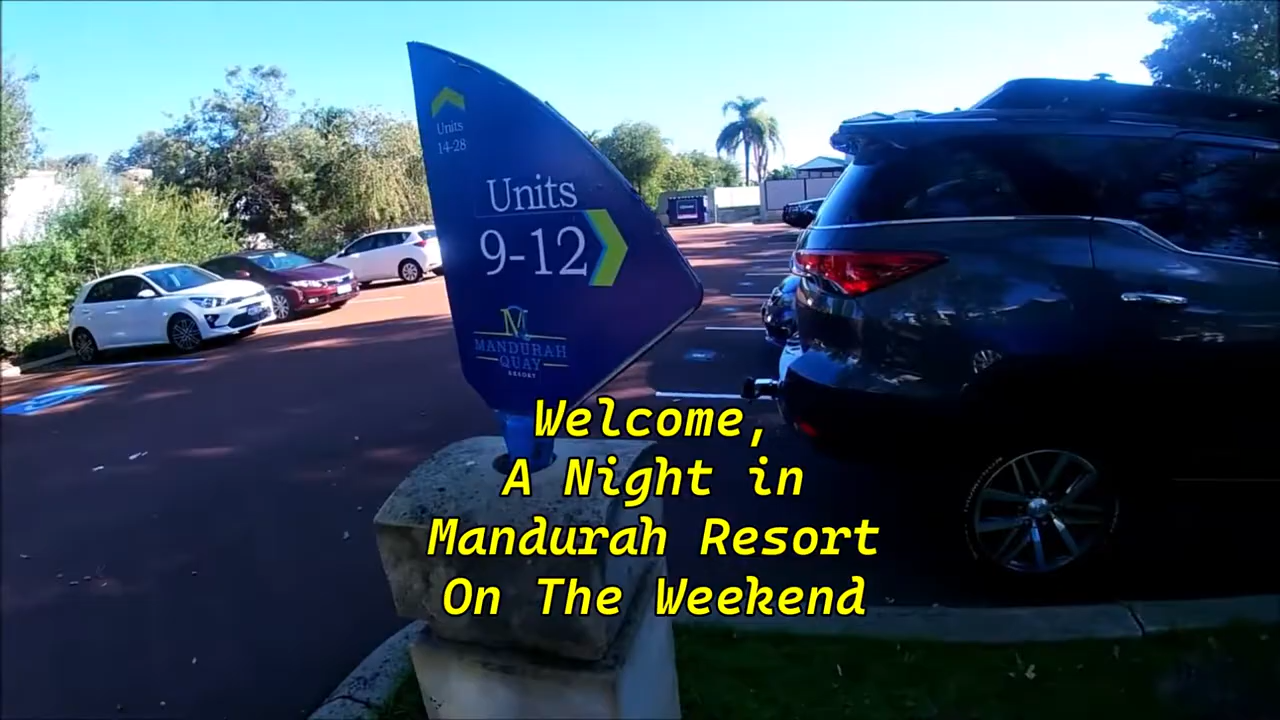 Units
14-28
Units
9-12
M
MANDURAH
QUAY
RESORT
Welcome,
A Night in
Mandurah Resort
On The Weekend